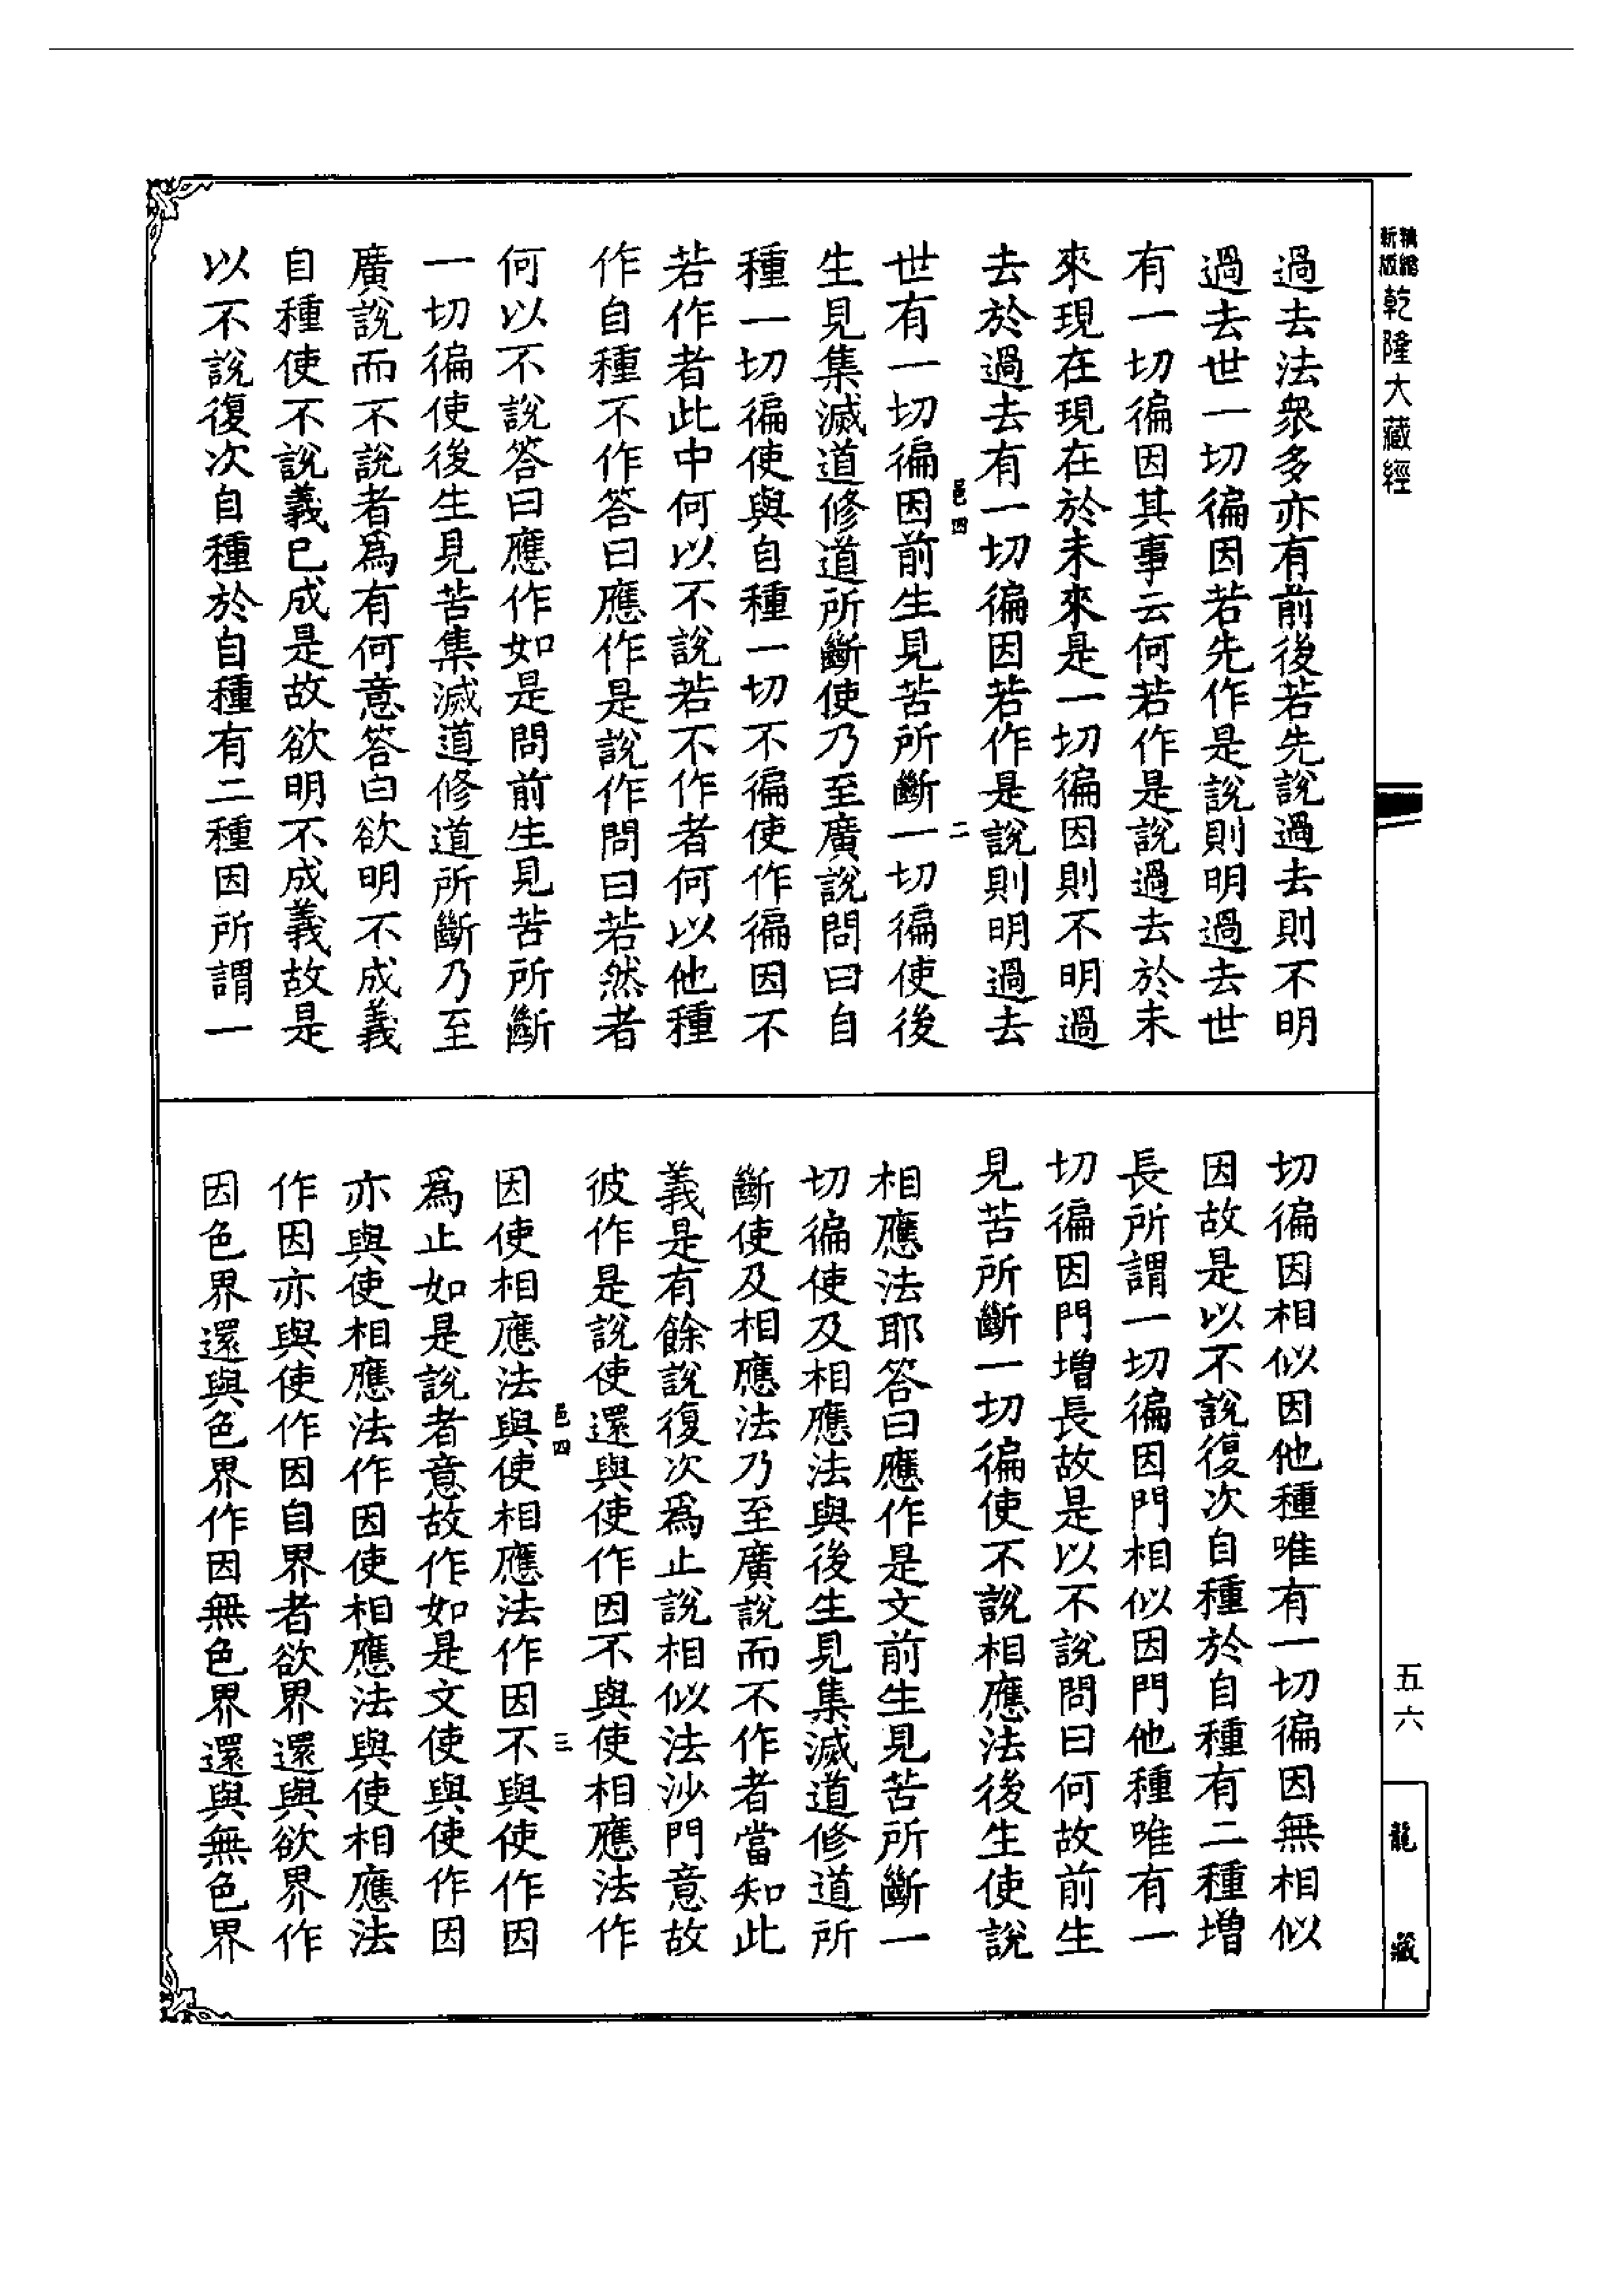 精縮新版乾隆大藏經
過去法衆多亦有前後若先說過去則不明
過去世一切徧因若先作是說則明過去世
有一切徧因其事云何若作是說過去於未
來現在現在於未來是一切徧因則不明過
去於過去有一切徧因若作是說則明過去
邑四 二
世有一切徧因前生見苦所斷一切徧使後
生見集滅道修道所斷使乃至廣說問曰自
種一切徧使與自種一切不徧使作徧因不
若作者此中何以不說若不作者何以他種
作自種不作答曰應作是說作問曰若然者
何以不說答曰應作如是問前生見苦所斷
一切徧使後生見苦集滅道修道所斷乃至
廣說而不說者爲有何意答曰欲明不成義
自種使不說義已成是故欲明不成義故是
以不說復次自種於自種有二種因所謂一
切徧因相似因他種唯有一切徧因無相似
因故是以不說復次自種於自種有二種增
長所謂一切徧因門相似因門他種唯有一
切徧因門增長故是以不說問曰何故前生
見苦所斷一切徧使不說相應法後生使說
相應法耶答曰應作是文前生見苦所斷一
切徧使及相應法與後生見集滅道修道所
斷使及相應法乃至廣說而不作者當知此
義是有餘說復次爲止說相似法沙門意故
彼作是說使還與使作因不與使相應法作
邑四 三
因使相應法與使相應法作因不與使作因
爲止如是說者意故作如是文使與使作因
亦與使相應法作因使相應法與使相應法
作因亦與使作因自界者欲界還與欲界作
因色界還與色界作因無色界還與無色界
五六
龍藏